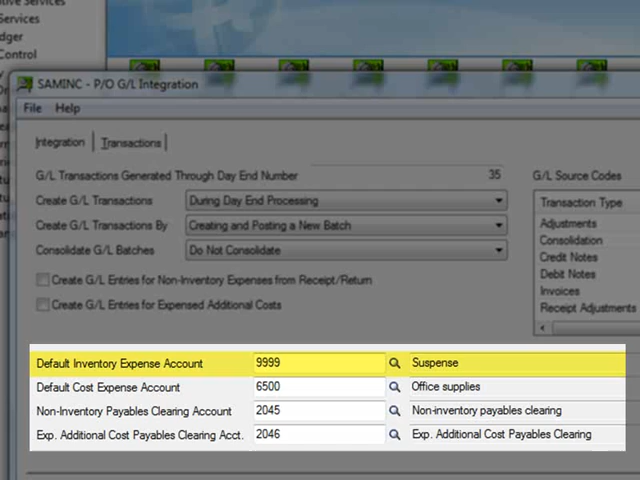 Services
dger
Control
SAMINC - P/O G/L Integration
File Help
Integration Transactions
G/L Transactions Generated Through Day End Number 35 G/L Source Codes
Create G/L Transactions During Day End Processing Transaction Type
Create G/L Transactions By Creating and Posting a New Batch Adjustments
Consolidate G/L Batches Do Not Consolidate Consolidation
Credit Notes
Debit Notes
Create G/L Entries for Non-Inventory Expenses from Receipt/Return Invoices
Create G/L Entries for Expensed Additional Costs Receipt Adjustments
Default Inventory Expense Account 9999 Suspense
Default Cost Expense Account 6500 Office supplies
Non-Inventory Payables Clearing Account 2045 Non-inventory payables clearing
Exp. Additional Cost Payables Clearing Acct. 2046 Exp. Additional Cost Payables Clearing